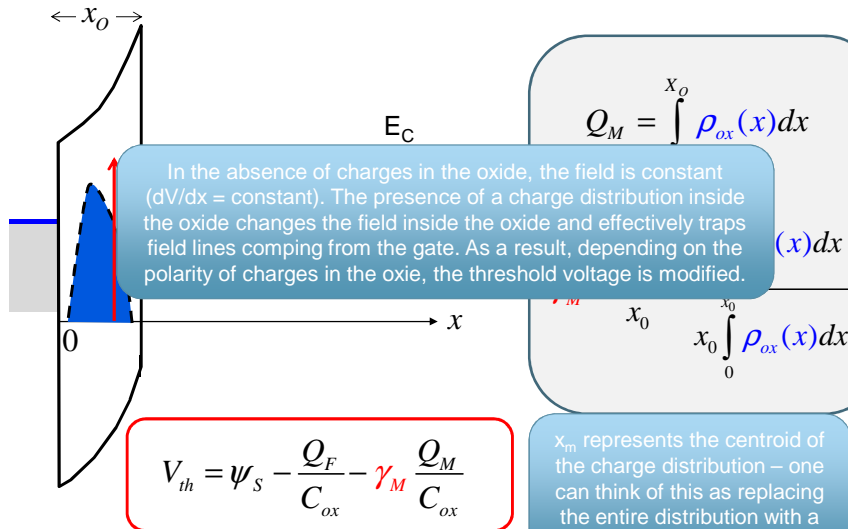 x_O
E_C
Q_M = ∫_0^{X_O} ρ_ox(x)dx
In the absence of charges in the oxide, the field is constant
(dV/dx = constant). The presence of a charge distribution inside
the oxide changes the field inside the oxide and effectively traps
field lines comping from the gate. As a result, depending on the
polarity of charges in the oxie, the threshold voltage is modified.
(x)dx
γ_M
x_0
x_0 ∫_0^{x_0} ρ_ox(x)dx
x
0
V_th = ψ_S - Q_F/C_ox - γ_M Q_M/C_ox
x_m represents the centroid of
the charge distribution – one
can think of this as replacing
the entire distribution with a